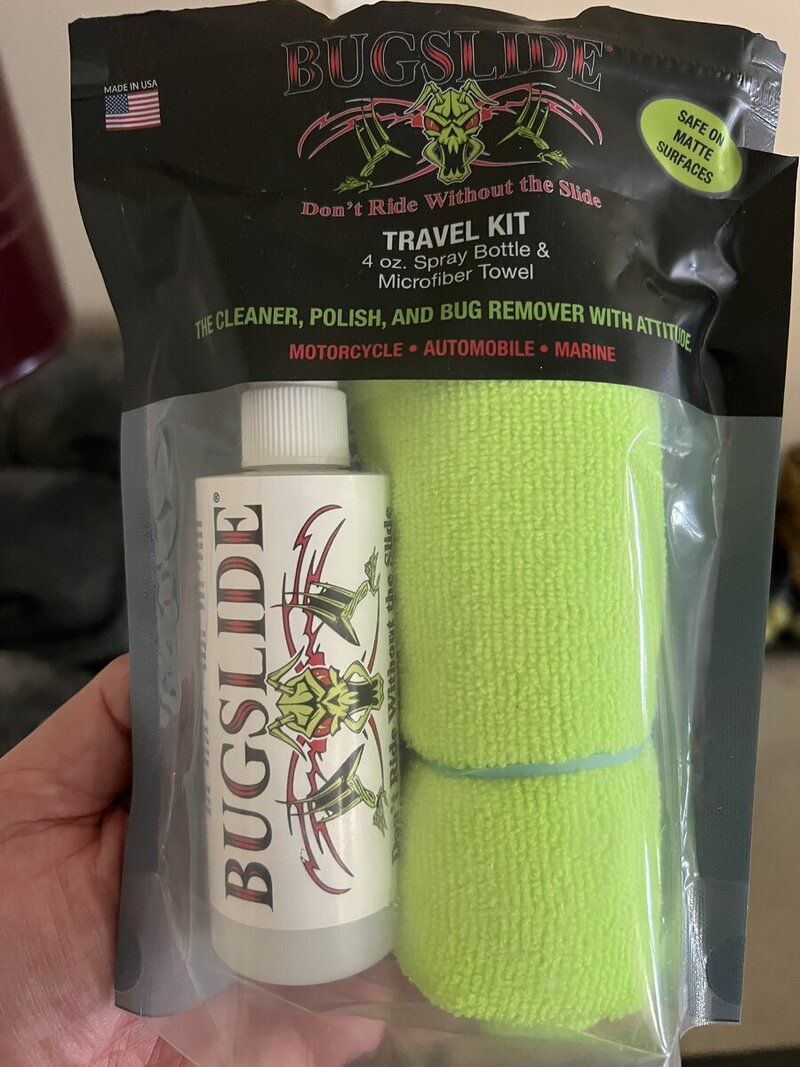 BUGSLIDE®
MADE IN USA
SAFE ON
MATTE
SURFACES
Don't Ride Without the Slide
TRAVEL KIT
4 oz. Spray Bottle &
Microfiber Towel
THE CLEANER, POLISH, AND BUG REMOVER WITH ATTITUDE.
MOTORCYCLE • AUTOMOBILE • MARINE
BUGSLIDE®
Don't Ride Without the Slide